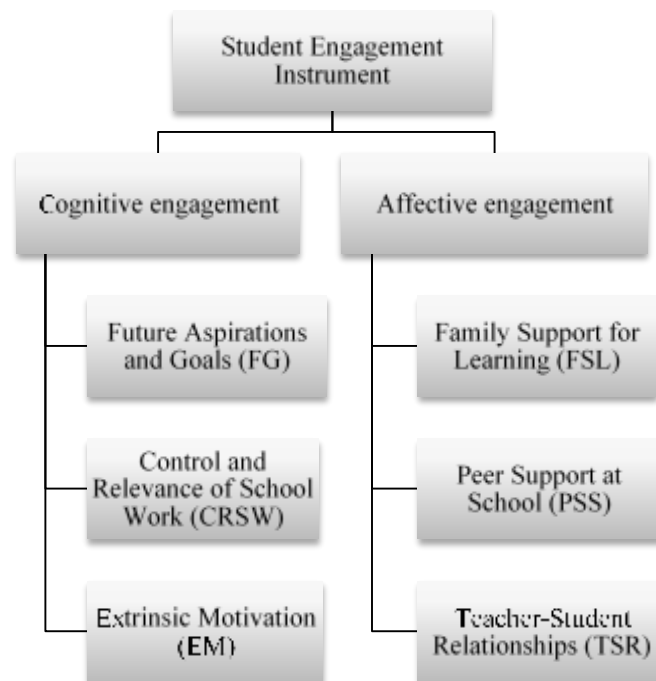 Student Engagement
Instrument
Cognitive engagement
Future Aspirations
and Goals (FG)
Control and
Relevance of School
Work (CRSW)
Extrinsic Motivation
(EM)
Affective engagement
Family Support for
Learning (FSL)
Peer Support at
School (PSS)
Teacher-Student
Relationships (TSR)